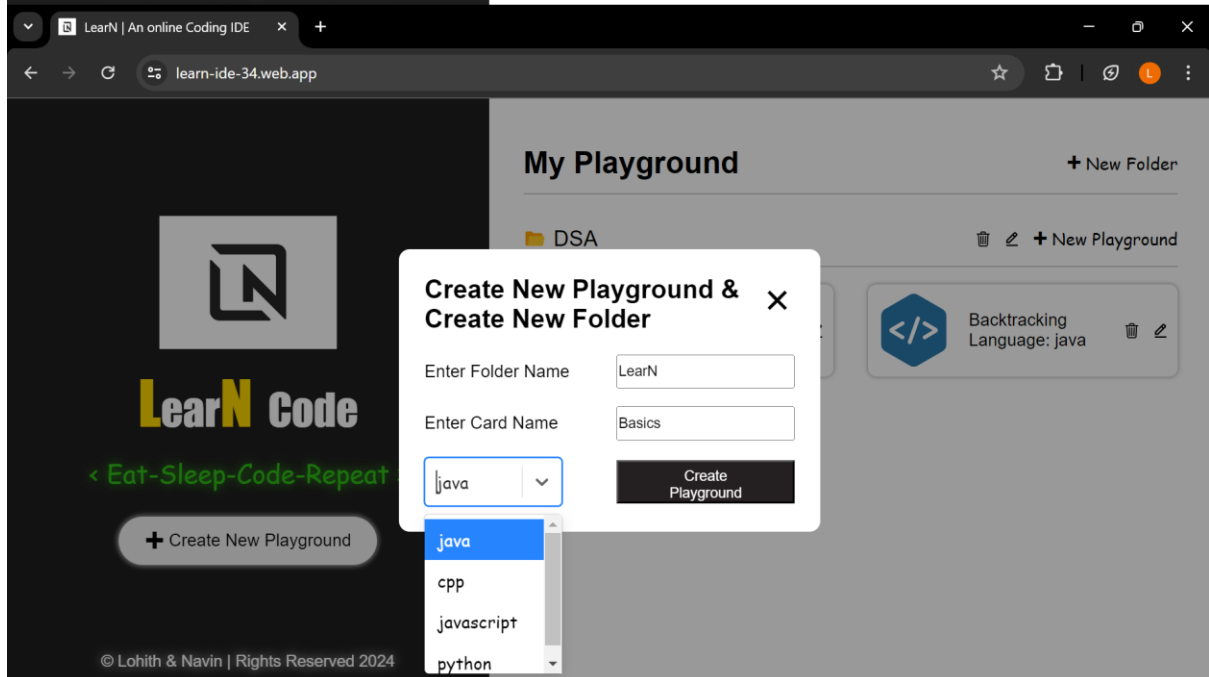 LearN | An online Coding IDE
learn-ide-34.web.app
L
My Playground
+ New Folder
DSA
+ New Playground
Create New Playground &
Create New Folder
Enter Folder Name
LearN
Enter Card Name
Basics
java
Create
Playground
java
cpp
javascript
python
</>
Backtracking
Language: java
LearN Code
< Eat-Sleep-Code-Repeat
+ Create New Playground
© Lohith & Navin | Rights Reserved 2024